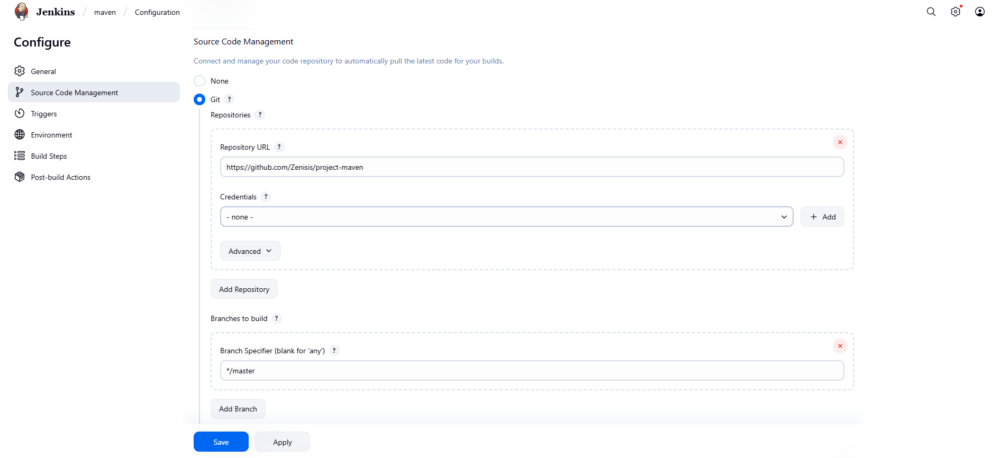 Jenkins / maven / Configuration
Configure
General
Source Code Management
Triggers
Environment
Build Steps
Post-build Actions
Source Code Management
Connect and manage your code repository to automatically pull the latest code for your builds.
None
Git ?
Repositories ?
Repository URL ?
https://github.com/Zenisis/project-maven
Credentials ?
- none -
+ Add
Advanced
Add Repository
Branches to build ?
Branch Specifier (blank for 'any') ?
*/master
Add Branch
Save
Apply